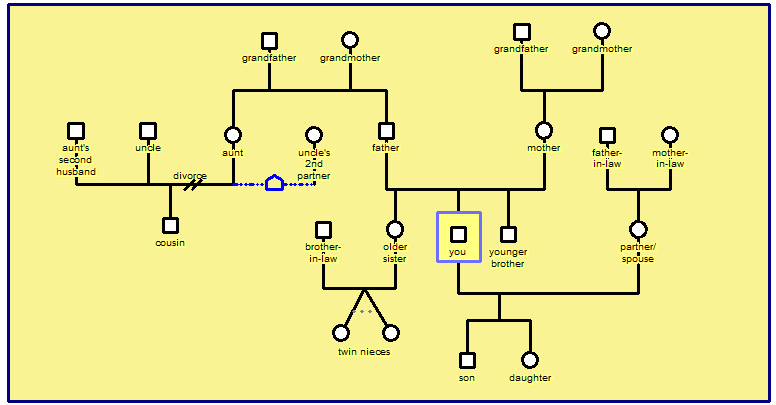 grandfather
grandmother
grandfather
grandmother
aunt's
second
husband
uncle
aunt
uncle's
2nd
partner
father
mother
father-
in-law
mother-
in-law
divorce
cousin
brother-
in-law
older
sister
you
younger
brother
partner/
spouse
twin nieces
son
daughter